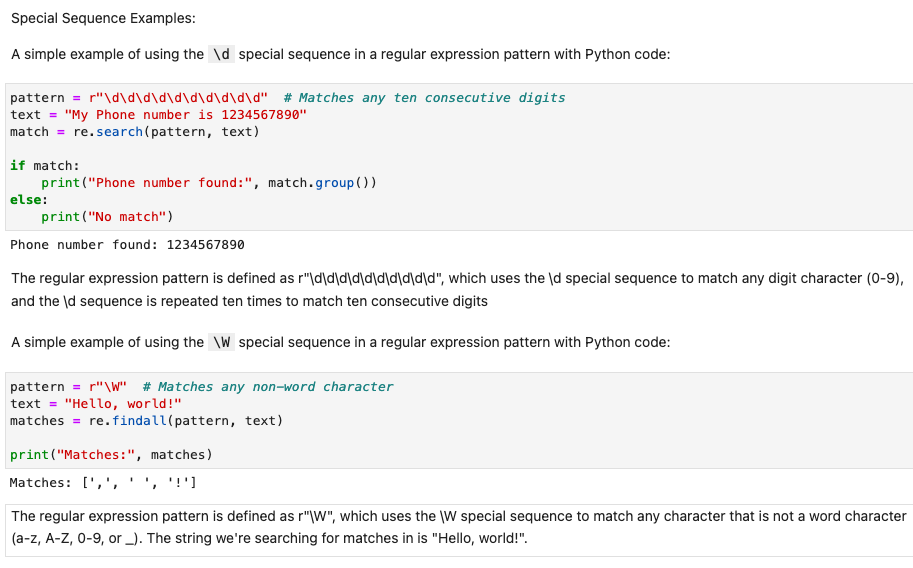 Special Sequence Examples:
A simple example of using the \d special sequence in a regular expression pattern with Python code:
pattern = r"\d\d\d\d\d\d\d\d\d\d"  # Matches any ten consecutive digits
text = "My Phone number is 1234567890"
match = re.search(pattern, text)
if match:
    print("Phone number found:", match.group())
else:
    print("No match")
Phone number found: 1234567890
The regular expression pattern is defined as r"\d\d\d\d\d\d\d\d\d\d", which uses the \d special sequence to match any digit character (0-9),
and the \d sequence is repeated ten times to match ten consecutive digits
A simple example of using the \W special sequence in a regular expression pattern with Python code:
pattern = r"\W"  # Matches any non-word character
text = "Hello, world!"
matches = re.findall(pattern, text)
print("Matches:", matches)
Matches: [',', ' ', '!']
The regular expression pattern is defined as r"\W", which uses the \W special sequence to match any character that is not a word character
(a-z, A-Z, 0-9, or _). The string we're searching for matches in is "Hello, world!".